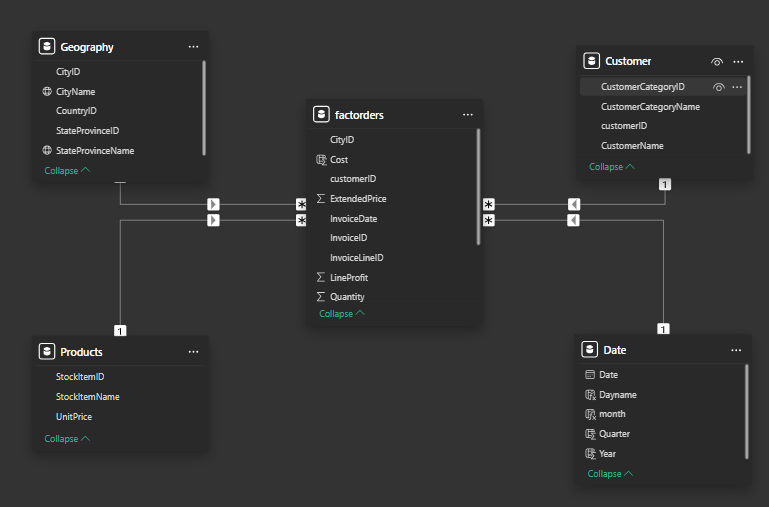 Geography
CityID
CityName
CountryID
StateProvinceID
StateProvinceName
Collapse
factorders
CityID
Cost
customerID
ExtendedPrice
InvoiceDate
InvoiceID
InvoiceLineID
LineProfit
Quantity
Collapse
Customer
CustomerCategoryID
CustomerCategoryName
customerID
CustomerName
Collapse
1
*
*
*
*
1
Products
StockItemID
StockItemName
UnitPrice
Collapse
1
Date
Date
Dayname
month
Quarter
Year
Collapse